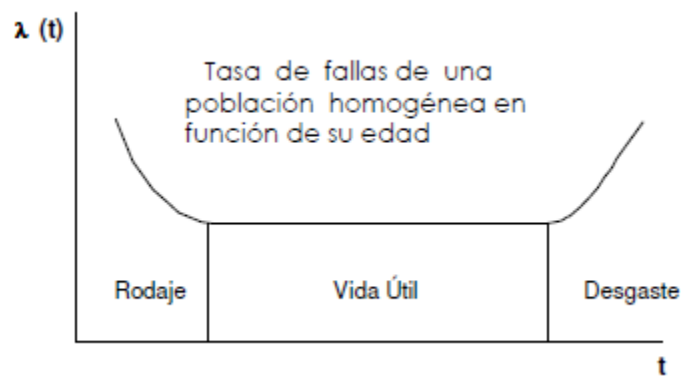 λ (t)
Tasa de fallas de una
población homogénea en
función de su edad
Rodaje
Vida Útil
Desgaste
t